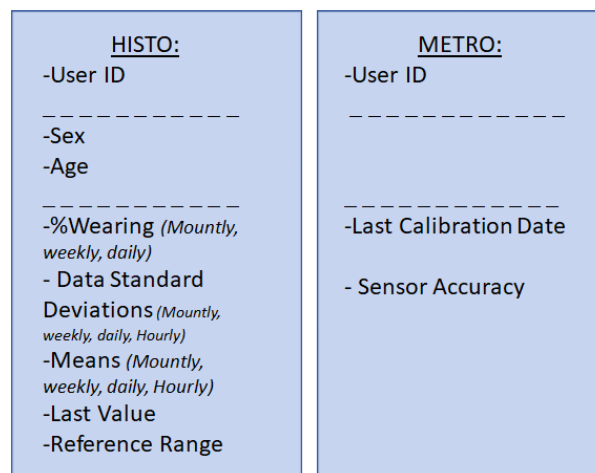 HISTO:
-User ID
_ _ _ _ _ _ _ _ _ _ _
-Sex
-Age
_ _ _ _ _ _ _ _ _ _ _
-%Wearing (Mountly,
weekly, daily)
- Data Standard
Deviations (Mountly,
weekly, daily, Hourly)
-Means (Mountly,
weekly, daily, Hourly)
-Last Value
-Reference Range
METRO:
-User ID
_ _ _ _ _ _ _ _ _ _ _ _
_ _ _ _ _ _ _ _ _ _ _ _
-Last Calibration Date
- Sensor Accuracy